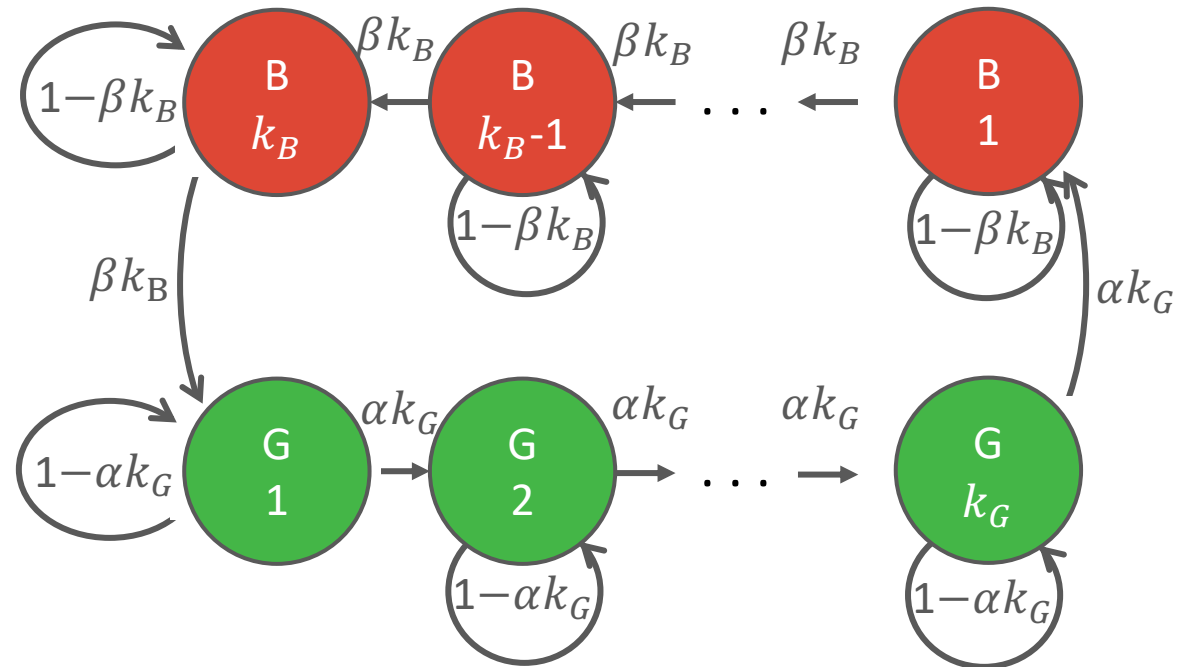 βk_B βk_B βk_B
B B B
1−βk_B k_B k_B-1 . . . 1
1−βk_B 1−βk_B
βk_B αk_G
αk_G αk_G αk_G
G G G
1−αk_G 1 2 . . . k_G
1−αk_G 1−αk_G